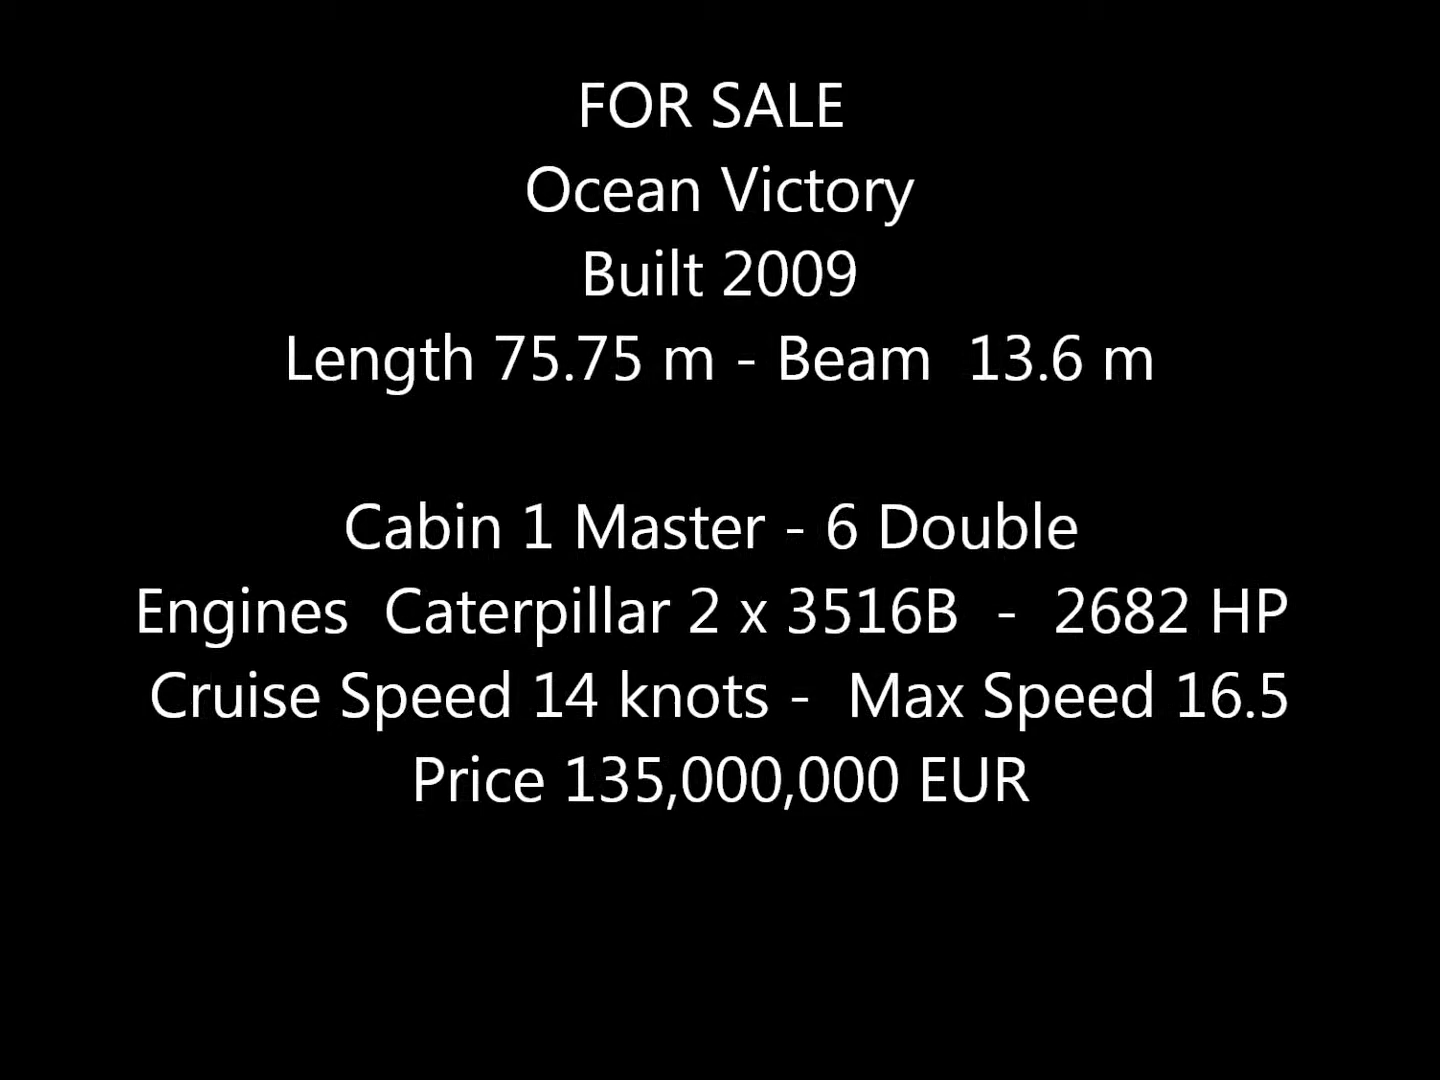 FOR SALE
Ocean Victory
Built 2009
Length 75.75 m - Beam  13.6 m
Cabin 1 Master - 6 Double
Engines  Caterpillar 2 x 3516B  -  2682 HP
Cruise Speed 14 knots -  Max Speed 16.5
Price 135,000,000 EUR